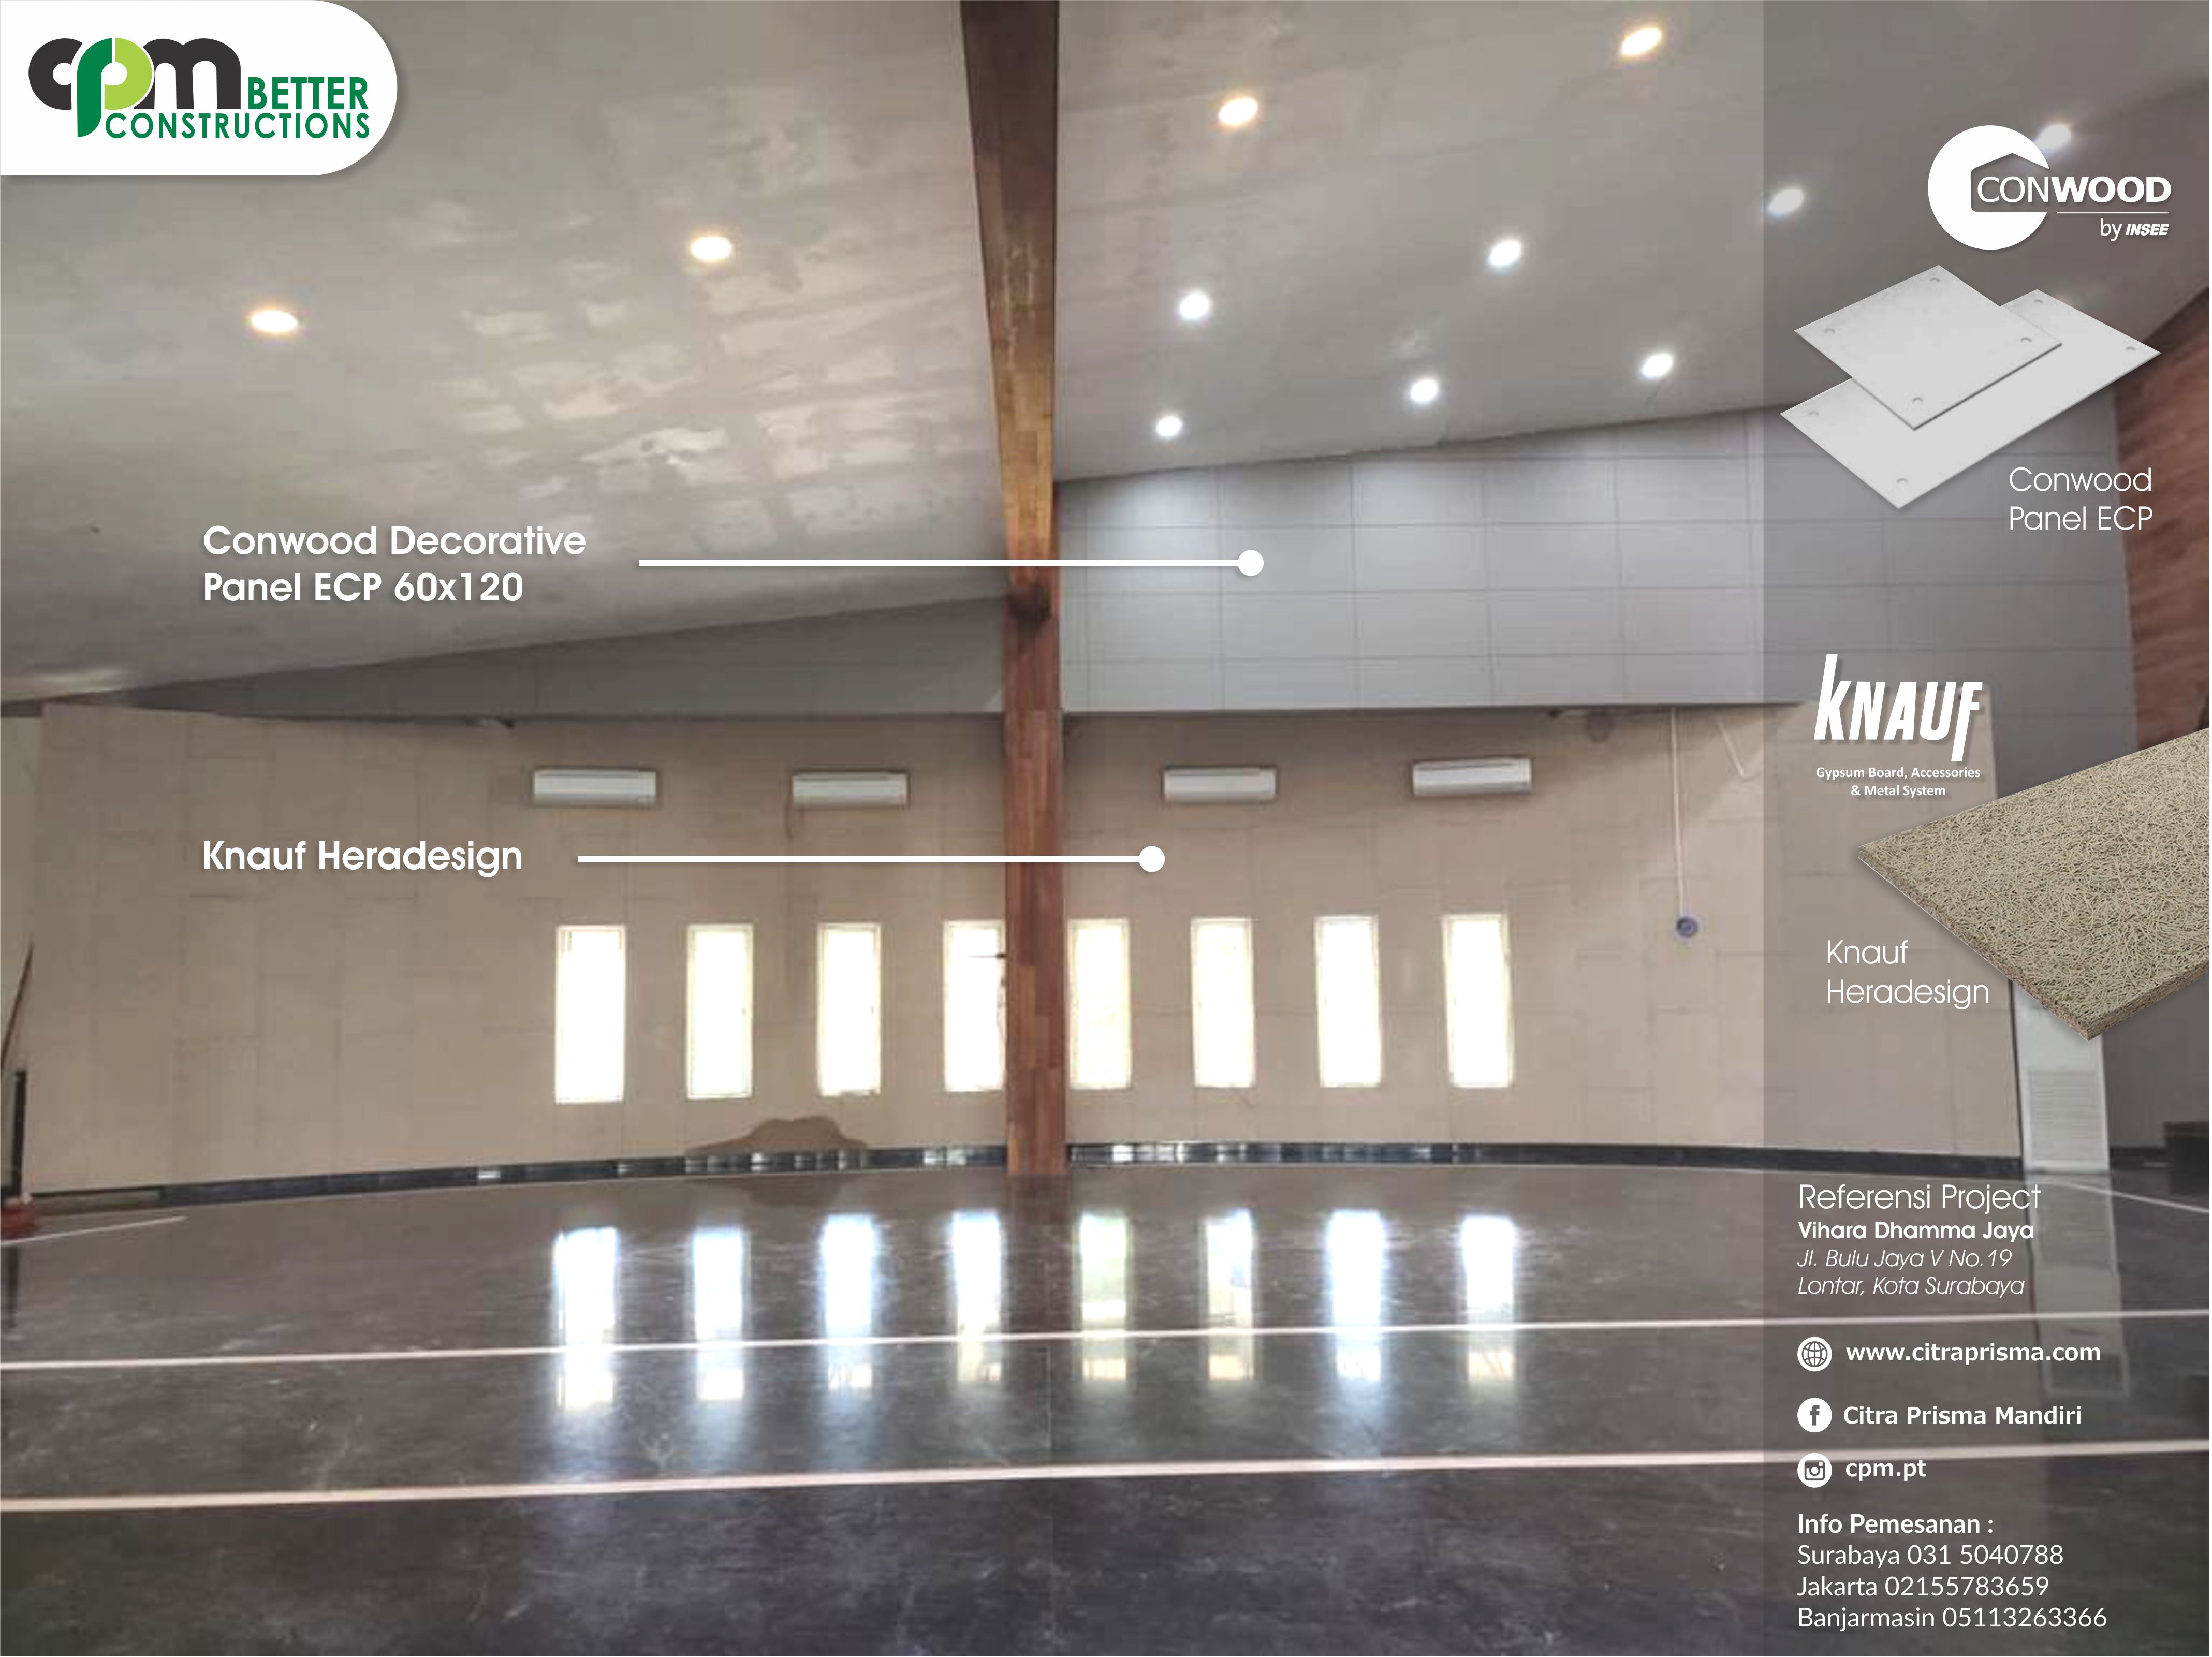 cpm BETTER
CONSTRUCTIONS
CONWOOD
by INSEE
Conwood
Panel ECP
Conwood Decorative
Panel ECP 60x120
KNAUF
Gypsum Board, Accessories
& Metal System
Knauf Heradesign
Knauf
Heradesign
Referensi Project
Vihara Dhamma Jaya
Jl. Bulu Jaya V No.19
Lontar, Kota Surabaya
www.citraprisma.com
Citra Prisma Mandiri
cpm.pt
Info Pemesanan :
Surabaya 031 5040788
Jakarta 02155783659
Banjarmasin 05113263366